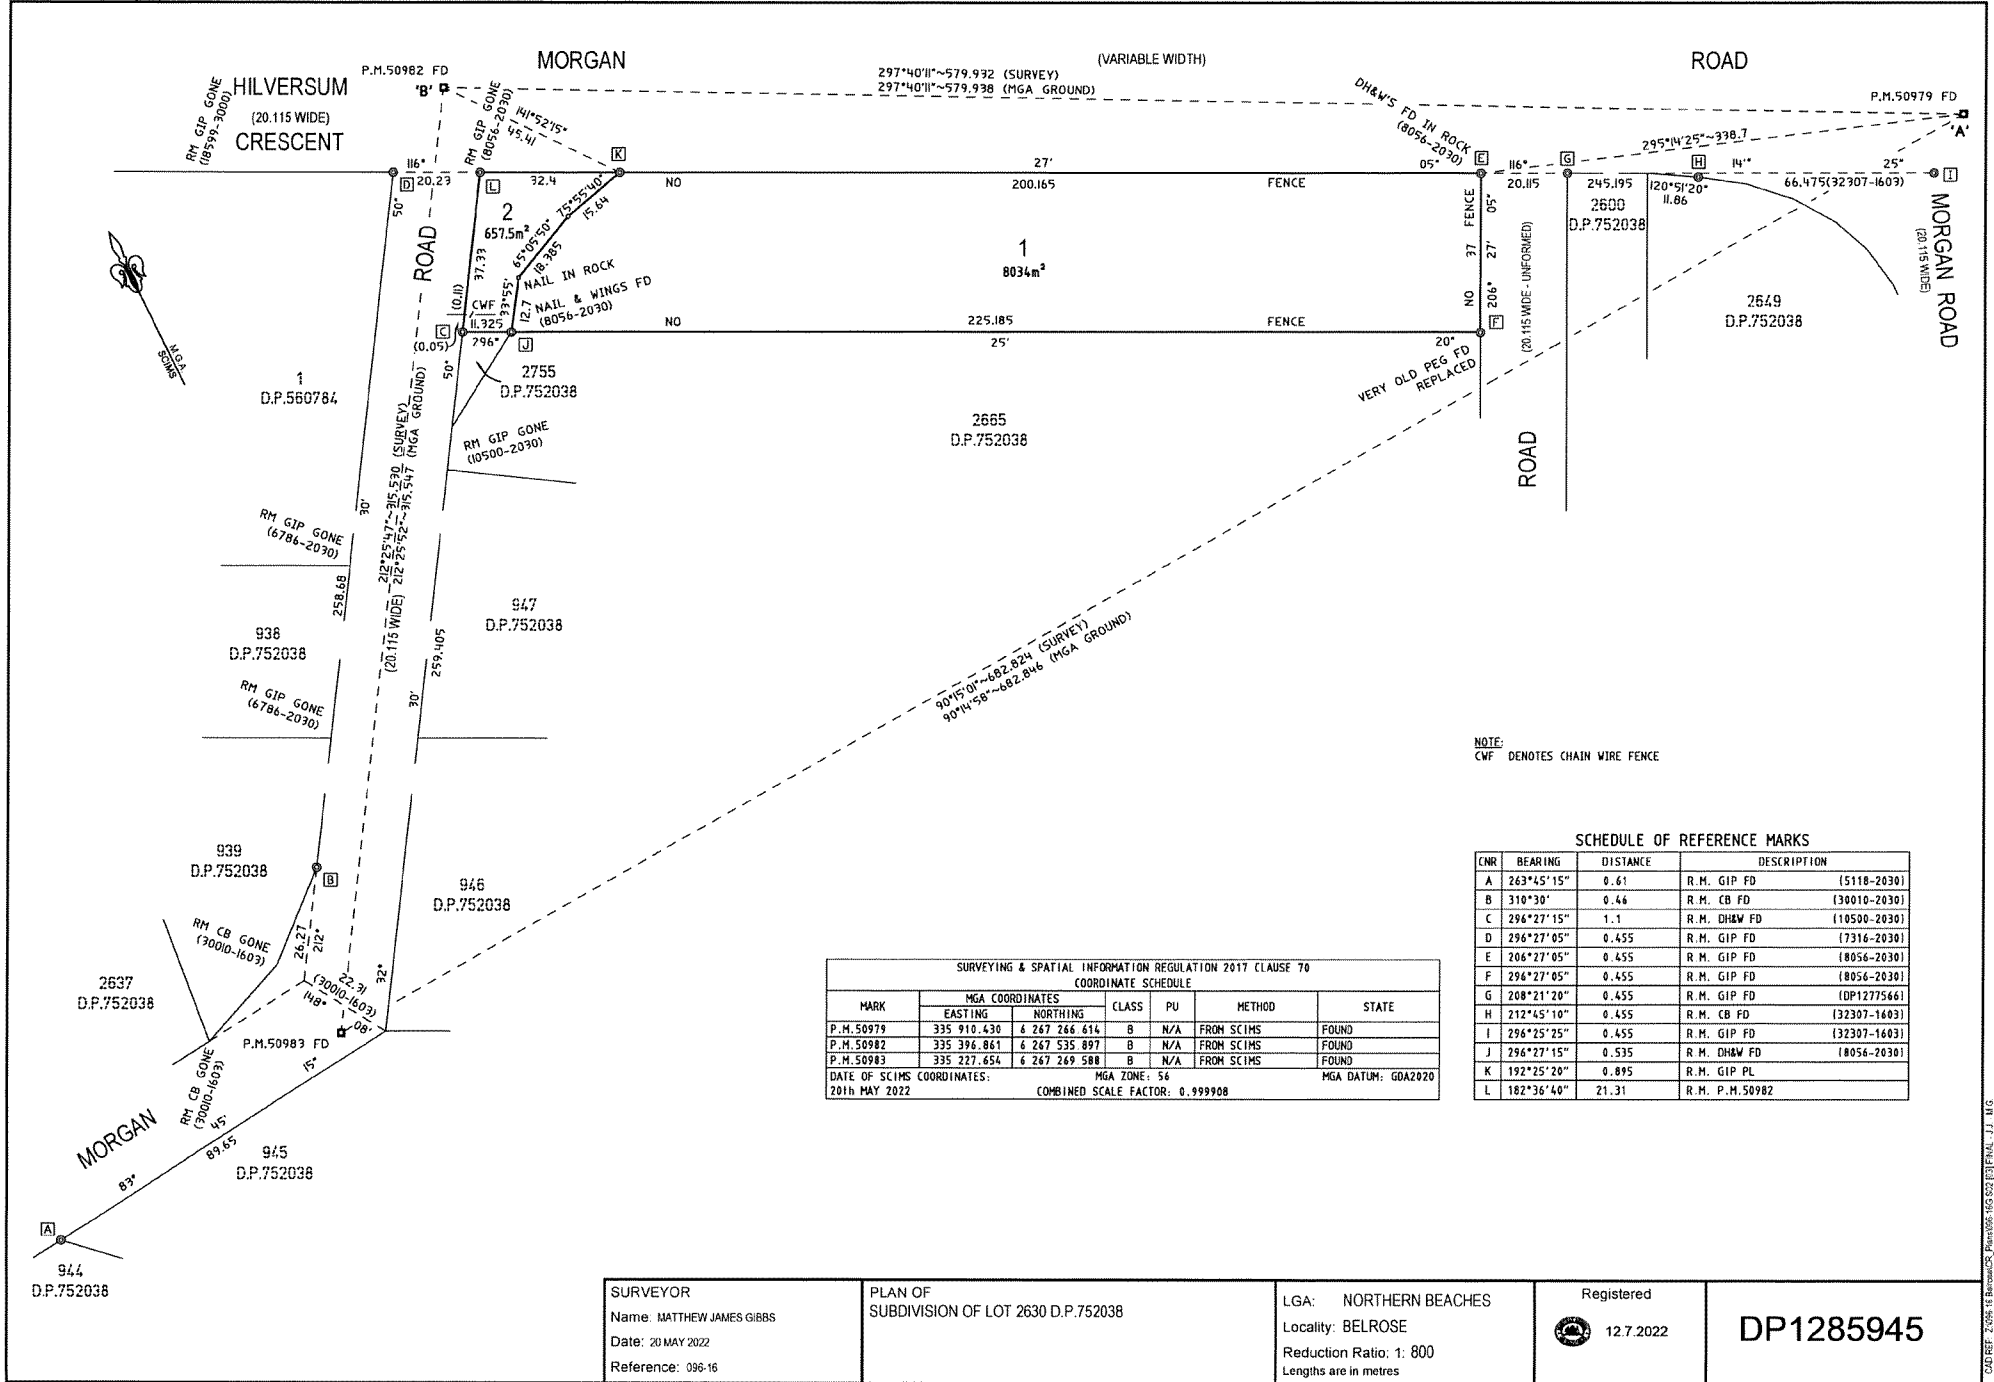 MORGAN
(VARIABLE WIDTH)
ROAD
P.M.50982 FD
'B'
297°40'11"~579.932 (SURVEY)
297°40'11"~579.938 (MGA GROUND)
P.M.50979 FD
'A'
HILVERSUM
(20.115 WIDE)
CRESCENT
RM GIP GONE
(18599-3000)
RM GIP GONE
(8056-2030)
141°52'15"
45.41
DH&W'S FD IN ROCK
(8056-2030)
295°14'25"~338.7
116°
20.23
D
L
32.4
K
NO
27'
200.165
FENCE
05"
E
116°
20.115
G
245.195
H
14'"
120°51'20"
11.86
25"
66.475(32307-1603)
I
50"
ROAD
2
657.5m²
37.33
75°55'40"
15.64
65°05'50"
18.385
NAIL IN ROCK
33°55'
12.7
NAIL & WINGS FD
(8056-2030)
(0.11)
CWF
11.325
C
(0.05)
296°
J
1
8034m²
NO
225.185
FENCE
25'
20"
F
FENCE
05"
37
27'
NO
206°
(20.115 WIDE - UNFORMED)
ROAD
2600
D.P.752038
2649
D.P.752038
MORGAN ROAD
(20.115 WIDE)
M.G.A.
SCIMS
1
D.P.560784
50"
2755
D.P.752038
VERY OLD PEG FD
REPLACED
2665
D.P.752038
RM GIP GONE
(10500-2030)
212°25'47"~315.530 (SURVEY)
212°25'52"~315.547 (MGA GROUND)
(20.115 WIDE)
30'
RM GIP GONE
(6786-2030)
258.68
938
D.P.752038
947
D.P.752038
259.405
30'
RM GIP GONE
(6786-2030)
90°15'01"~682.824 (SURVEY)
90°14'58"~682.846 (MGA GROUND)
NOTE:
CWF DENOTES CHAIN WIRE FENCE
939
D.P.752038
B
946
D.P.752038
RM CB GONE
(30010-1603)
26.27
212°
22.31
(30010-1603)
148°
08'
32°
2637
D.P.752038
P.M.50983 FD
15"
RM CB GONE
(30010-1603)
MORGAN
45'
89.65
83°
945
D.P.752038
A
944
D.P.752038
SCHEDULE OF REFERENCE MARKS
CNR BEARING DISTANCE DESCRIPTION
A 263°45'15" 0.61 R.M. GIP FD (5118-2030)
B 310°30' 0.46 R.M. CB FD (30010-2030)
C 296°27'15" 1.1 R.M. DH&W FD (10500-2030)
D 296°27'05" 0.455 R.M. GIP FD (7316-2030)
E 206°27'05" 0.455 R.M. GIP FD (8056-2030)
F 296°27'05" 0.455 R.M. GIP FD (8056-2030)
G 208°21'20" 0.455 R.M. GIP FD (DP1277566)
H 212°45'10" 0.455 R.M. CB FD (32307-1603)
I 296°25'25" 0.455 R.M. GIP FD (32307-1603)
J 296°27'15" 0.535 R.M. DH&W FD (8056-2030)
K 192°25'20" 0.895 R.M. GIP PL
L 182°36'40" 21.31 R.M. P.M.50982
SURVEYING & SPATIAL INFORMATION REGULATION 2017 CLAUSE 70
COORDINATE SCHEDULE
MARK MGA COORDINATES CLASS PU METHOD STATE
EASTING NORTHING
P.M.50979 335 910.430 6 267 266.614 B N/A FROM SCIMS FOUND
P.M.50982 335 396.861 6 267 535.897 B N/A FROM SCIMS FOUND
P.M.50983 335 227.654 6 267 269.588 B N/A FROM SCIMS FOUND
DATE OF SCIMS COORDINATES: MGA ZONE: 56 MGA DATUM: GDA2020
20th MAY 2022 COMBINED SCALE FACTOR: 0.999908
SURVEYOR
Name: MATTHEW JAMES GIBBS
Date: 20 MAY 2022
Reference: 096-16
PLAN OF
SUBDIVISION OF LOT 2630 D.P.752038
LGA: NORTHERN BEACHES
Locality: BELROSE
Reduction Ratio: 1: 800
Lengths are in metres
Registered
12.7.2022
DP1285945